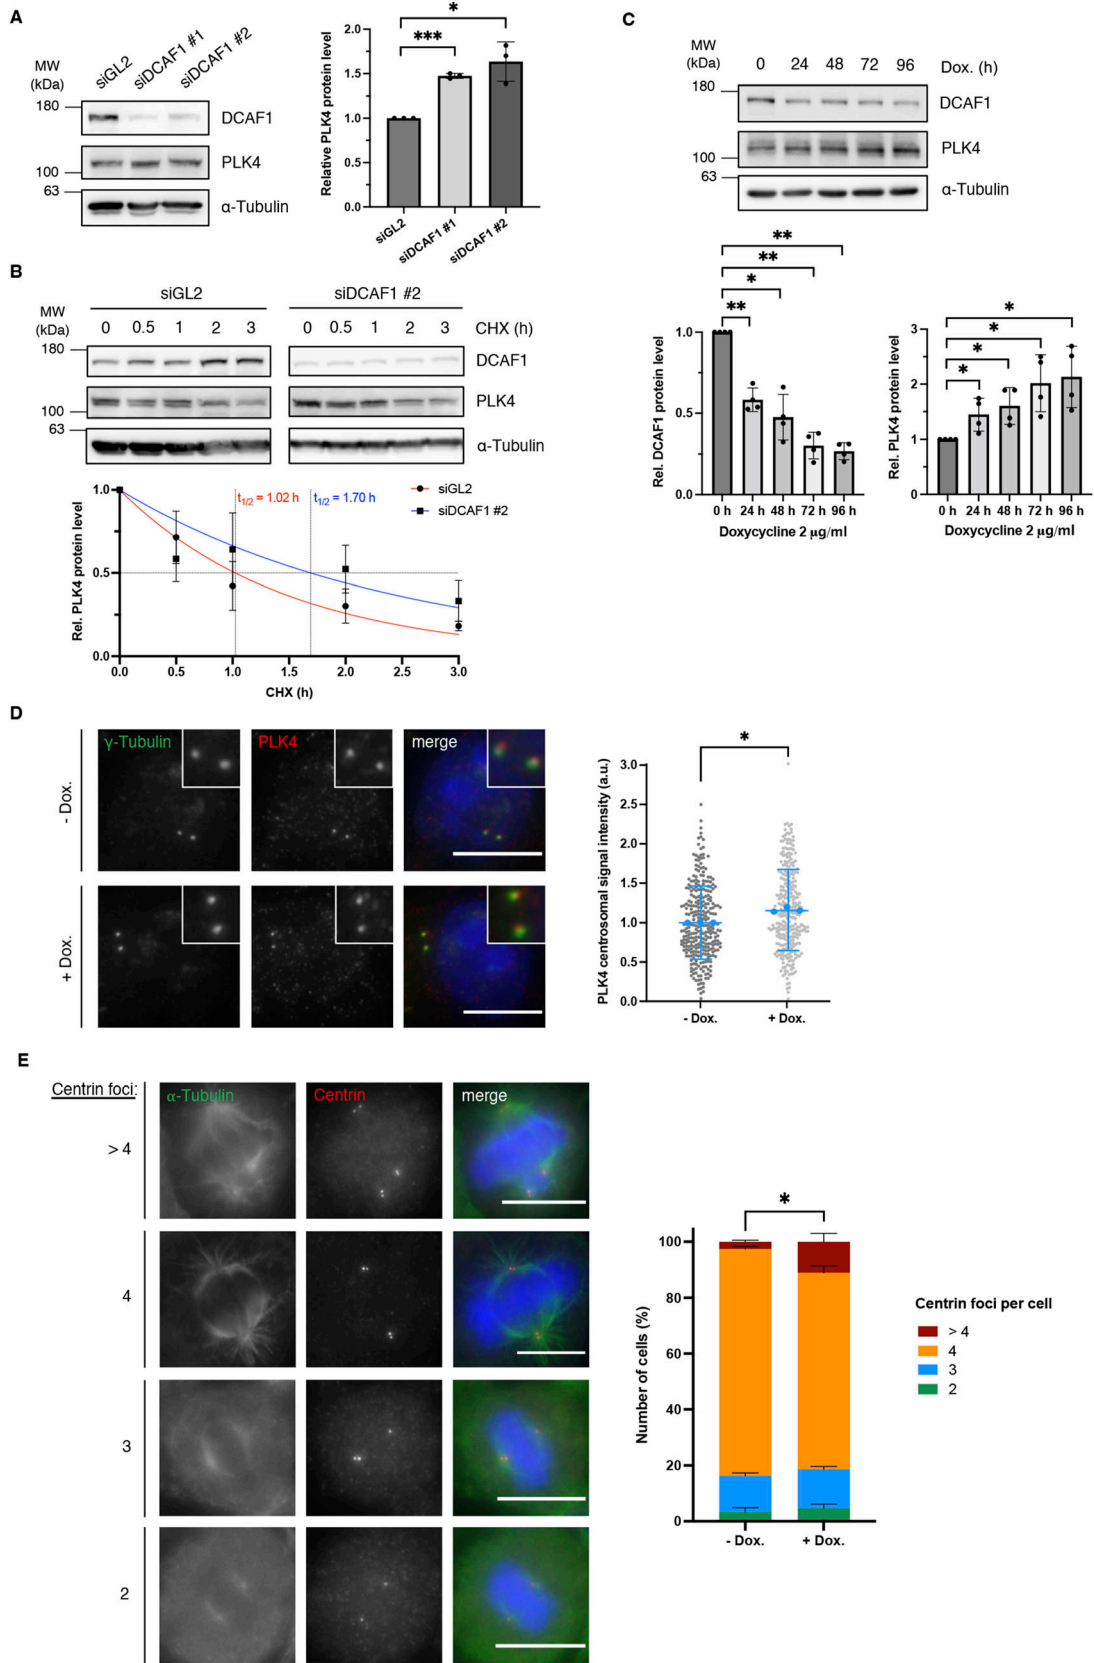 A
MW
(kDa)
siGL2
siDCAF1 #1
siDCAF1 #2
180
DCAF1
PLK4
100
63
α-Tubulin
Relative PLK4 protein level
2.0
1.5
1.0
0.5
0.0
***
*
siGL2
siDCAF1 #1
siDCAF1 #2
B
siGL2
siDCAF1 #2
MW
(kDa)
0 0.5 1 2 3 0 0.5 1 2 3 CHX (h)
180
DCAF1
PLK4
100
63
α-Tubulin
Rel. PLK4 protein level
1.0
0.5
0.0
t1/2 = 1.02 h
t1/2 = 1.70 h
siGL2
siDCAF1 #2
0.0 0.5 1.0 1.5 2.0 2.5 3.0
CHX (h)
C
MW
(kDa)
0 24 48 72 96 Dox. (h)
180
DCAF1
PLK4
100
63
α-Tubulin
Rel. DCAF1 protein level
1.0
0.5
0.0
**
**
*
**
0 h 24 h 48 h 72 h 96 h
Doxycycline 2 μg/ml
Rel. PLK4 protein level
3
2
1
0
*
*
*
*
0 h 24 h 48 h 72 h 96 h
Doxycycline 2 μg/ml
D
γ-Tubulin
PLK4
merge
- Dox.
+ Dox.
PLK4 centrosomal signal intensity (a.u.)
3.0
2.5
2.0
1.5
1.0
0.5
0.0
*
- Dox.
+ Dox.
E
Centrin foci:
α-Tubulin
Centrin
merge
> 4
4
3
2
Number of cells (%)
100
80
60
40
20
0
*
- Dox.
+ Dox.
Centrin foci per cell
> 4
4
3
2